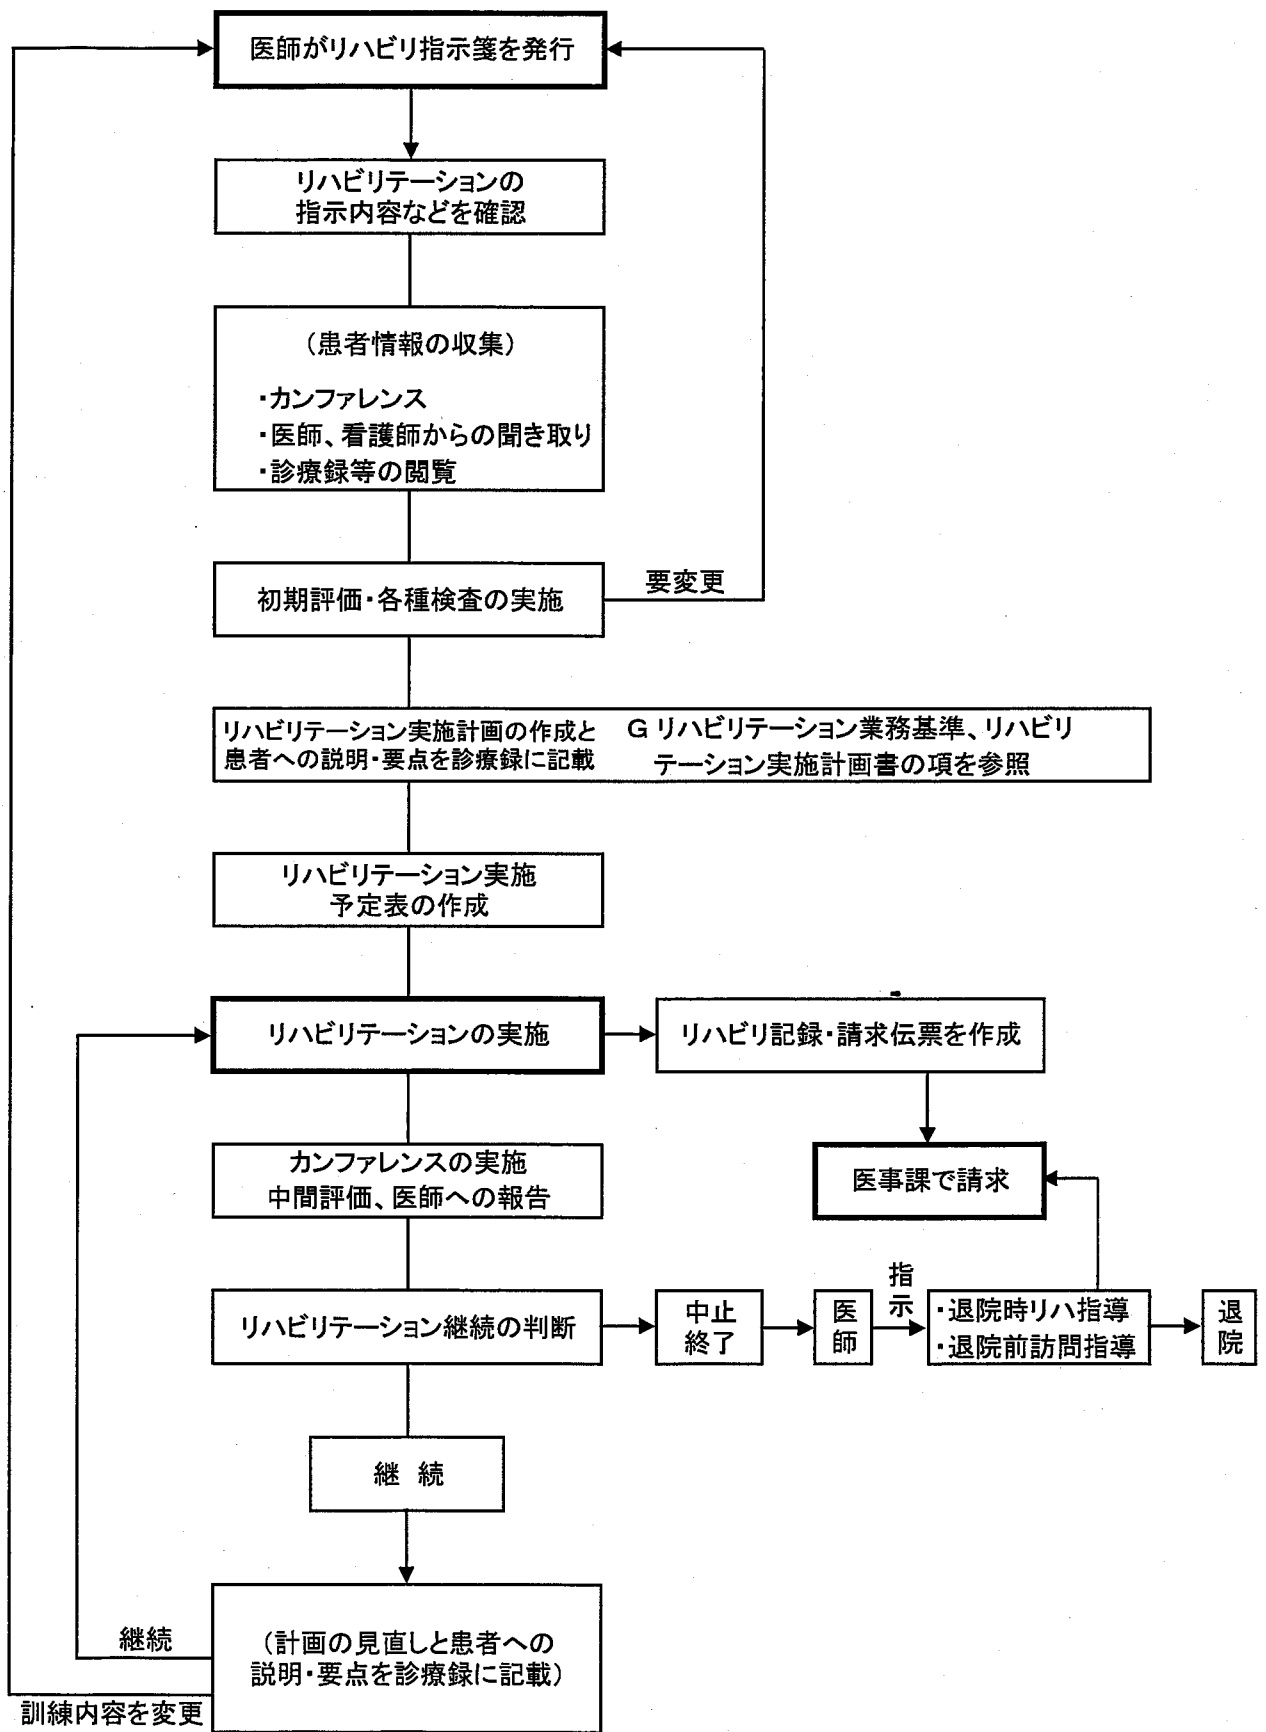 医師がリハビリ指示箋を発行
リハビリテーションの
指示内容などを確認
(患者情報の収集)
・カンファレンス
・医師、看護師からの聞き取り
・診療録等の閲覧
初期評価・各種検査の実施
要変更
リハビリテーション実施計画の作成と
患者への説明・要点を診療録に記載
G リハビリテーション業務基準、リハビリ
テーション実施計画書の項を参照
リハビリテーション実施
予定表の作成
リハビリテーションの実施
リハビリ記録・請求伝票を作成
カンファレンスの実施
中間評価、医師への報告
医事課で請求
リハビリテーション継続の判断
中止
終了
医
師
指
示
・退院時リハ指導
・退院前訪問指導
退
院
継 続
継続
(計画の見直しと患者への
説明・要点を診療録に記載)
訓練内容を変更